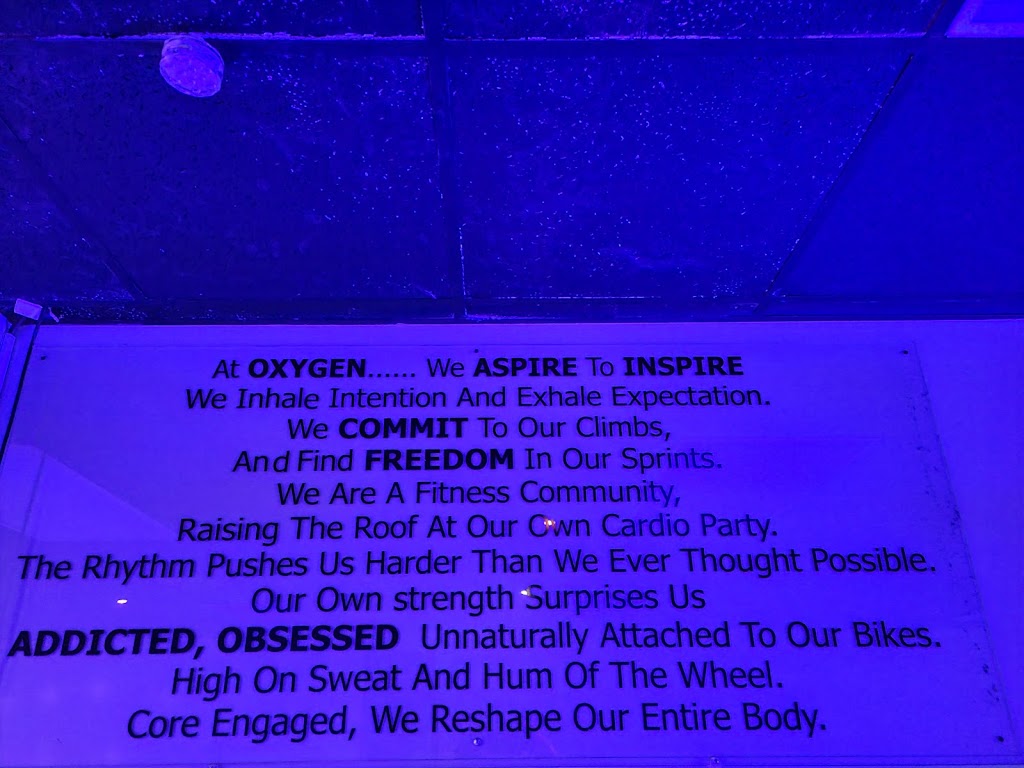 At OXYGEN...... We ASPIRE To INSPIRE
We Inhale Intention And Exhale Expectation.
We COMMIT To Our Climbs,
And Find FREEDOM In Our Sprints.
We Are A Fitness Community,
Raising The Roof At Our Own Cardio Party.
The Rhythm Pushes Us Harder Than We Ever Thought Possible.
Our Own strength Surprises Us
ADDICTED, OBSESSED Unnaturally Attached To Our Bikes.
High On Sweat And Hum Of The Wheel.
Core Engaged, We Reshape Our Entire Body.